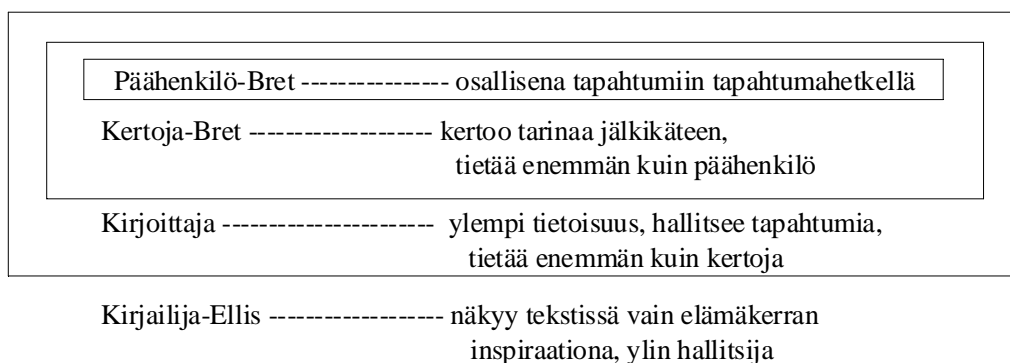 Päähenkilö-Bret ---------------- osallisena tapahtumiin tapahtumahetkellä
Kertoja-Bret -------------------- kertoo tarinaa jälkikäteen,
tietää enemmän kuin päähenkilö
Kirjoittaja ----------------------- ylempi tietoisuus, hallitsee tapahtumia,
tietää enemmän kuin kertoja
Kirjailija-Ellis ------------------- näkyy tekstissä vain elämäkerran
inspiraationa, ylin hallitsija